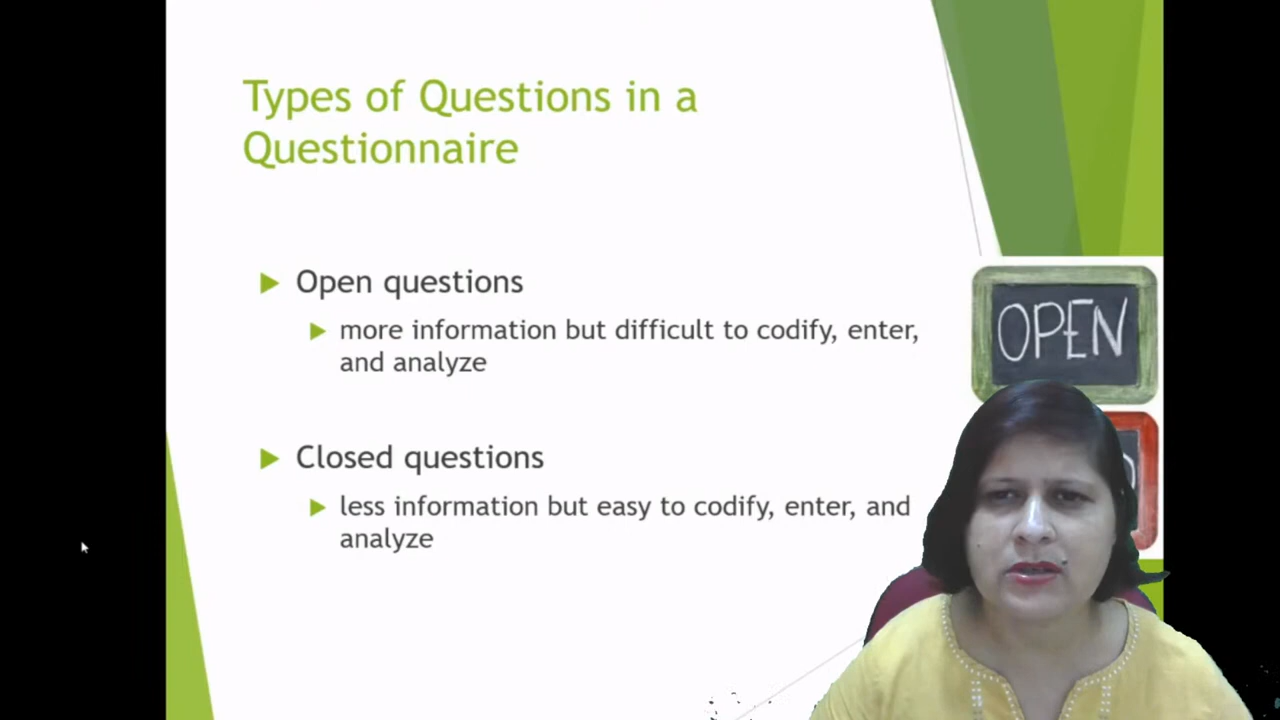 Types of Questions in a
Questionnaire
Open questions
more information but difficult to codify, enter,
and analyze
Closed questions
less information but easy to codify, enter, and
analyze
OPEN